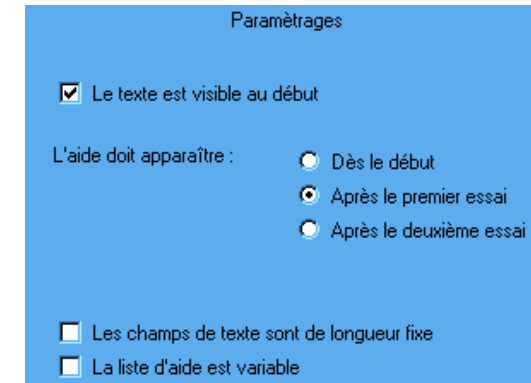 Paramètrages
Le texte est visible au début
L'aide doit apparaître :
Dès le début
Après le premier essai
Après le deuxième essai
Les champs de texte sont de longueur fixe
La liste d'aide est variable